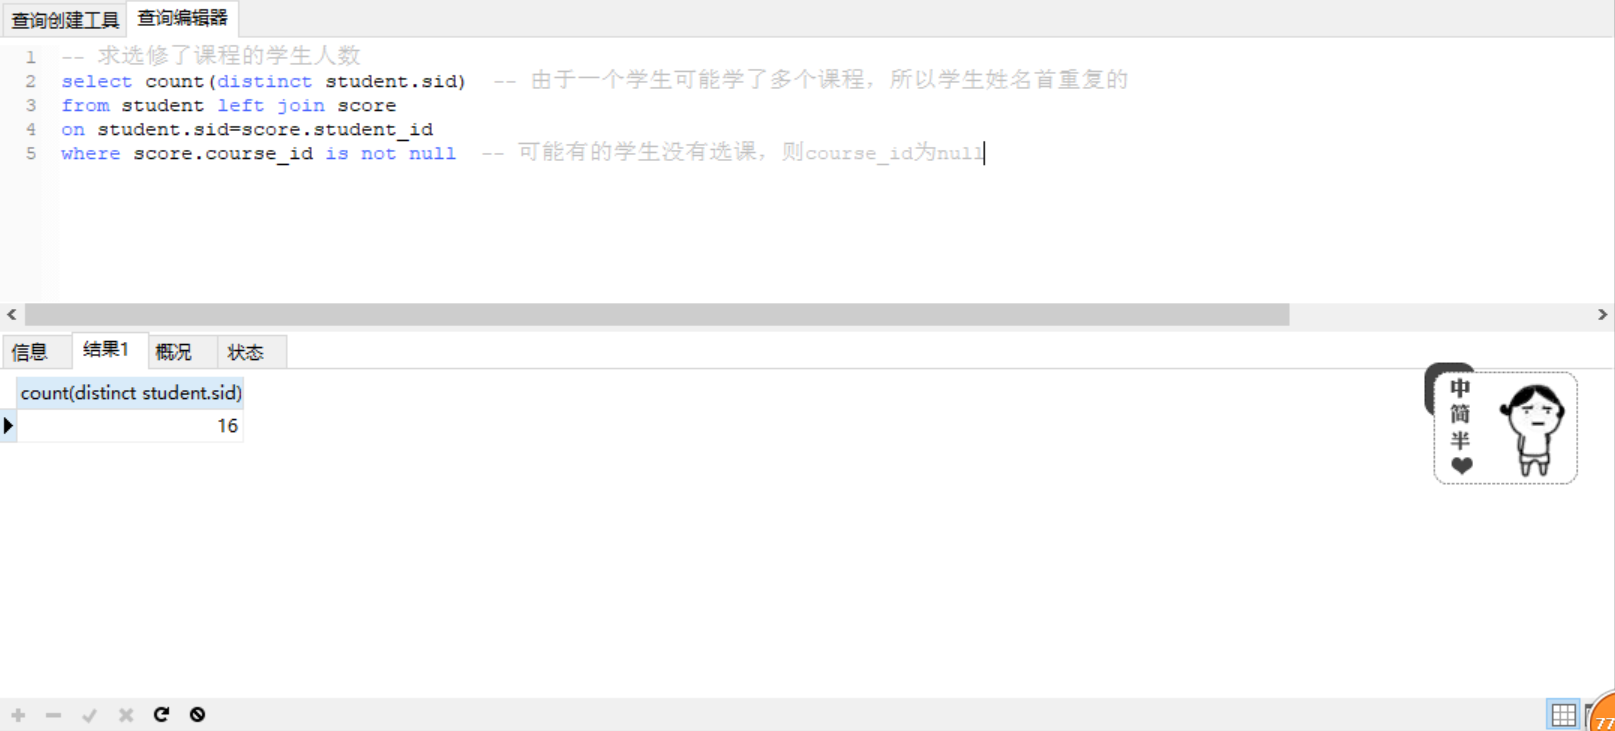 查询创建工具 查询编辑器
1 -- 求选修了课程的学生人数
2 select count(distinct student.sid) -- 由于一个学生可能学了多个课程，所以学生姓名首重复的
3 from student left join score
4 on student.sid=score.student_id
5 where score.course_id is not null -- 可能有的学生没有选课，则course_id为null
信息 结果1 概况 状态
count(distinct student.sid)
16
中
简
半
77